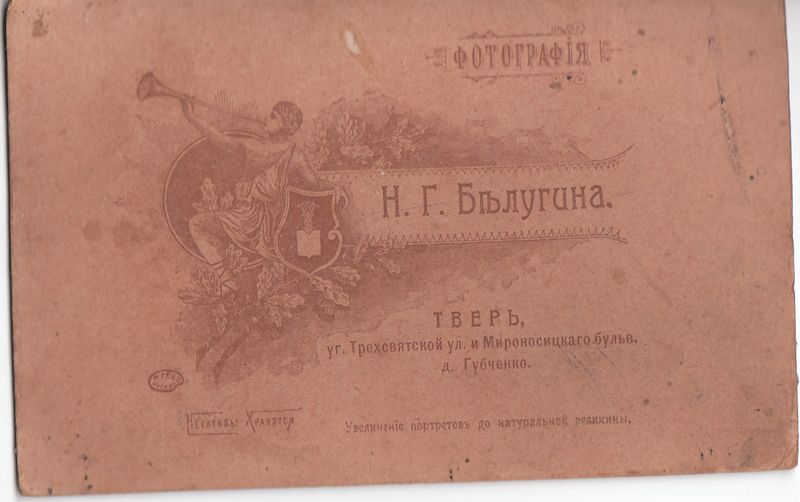 ФОТОГРАФІЯ
Н. Г. Бѣлугина.
ТВЕРЬ,
уг. Трехсвятской ул. и Мироносицкаго бульв.
д. Губченко.
Негативы Хранятся
Увеличеніе портретовъ до натуральной величины.